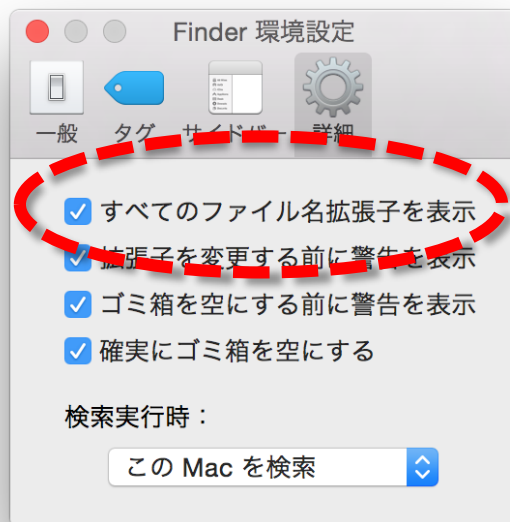 Finder 環境設定
一般 タグ サイドバー 詳細
すべてのファイル名拡張子を表示
拡張子を変更する前に警告を表示
ゴミ箱を空にする前に警告を表示
確実にゴミ箱を空にする
検索実行時：
この Mac を検索